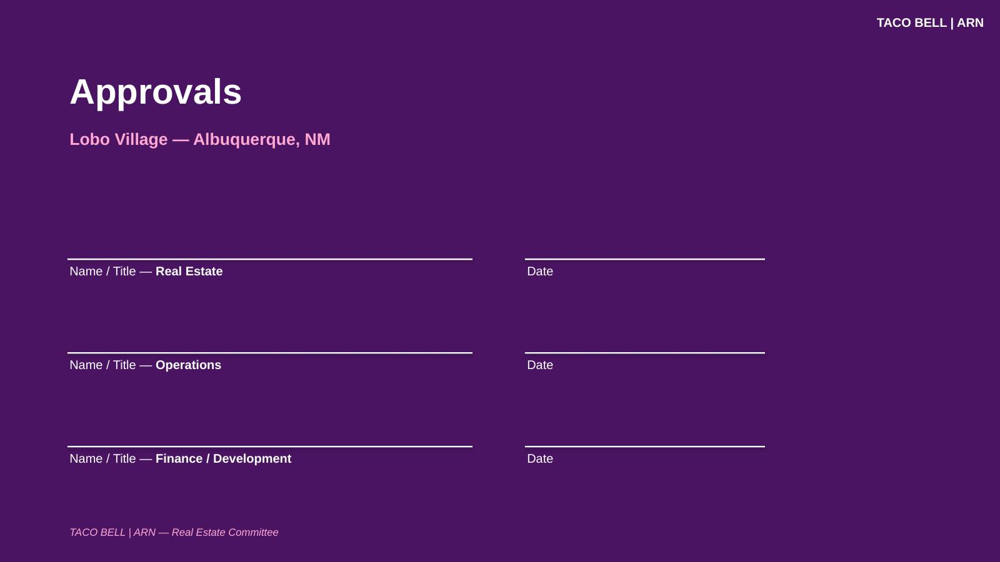 TACO BELL | ARN
Approvals
Lobo Village — Albuquerque, NM
Name / Title — Real Estate
Date
Name / Title — Operations
Date
Name / Title — Finance / Development
Date
TACO BELL | ARN — Real Estate Committee